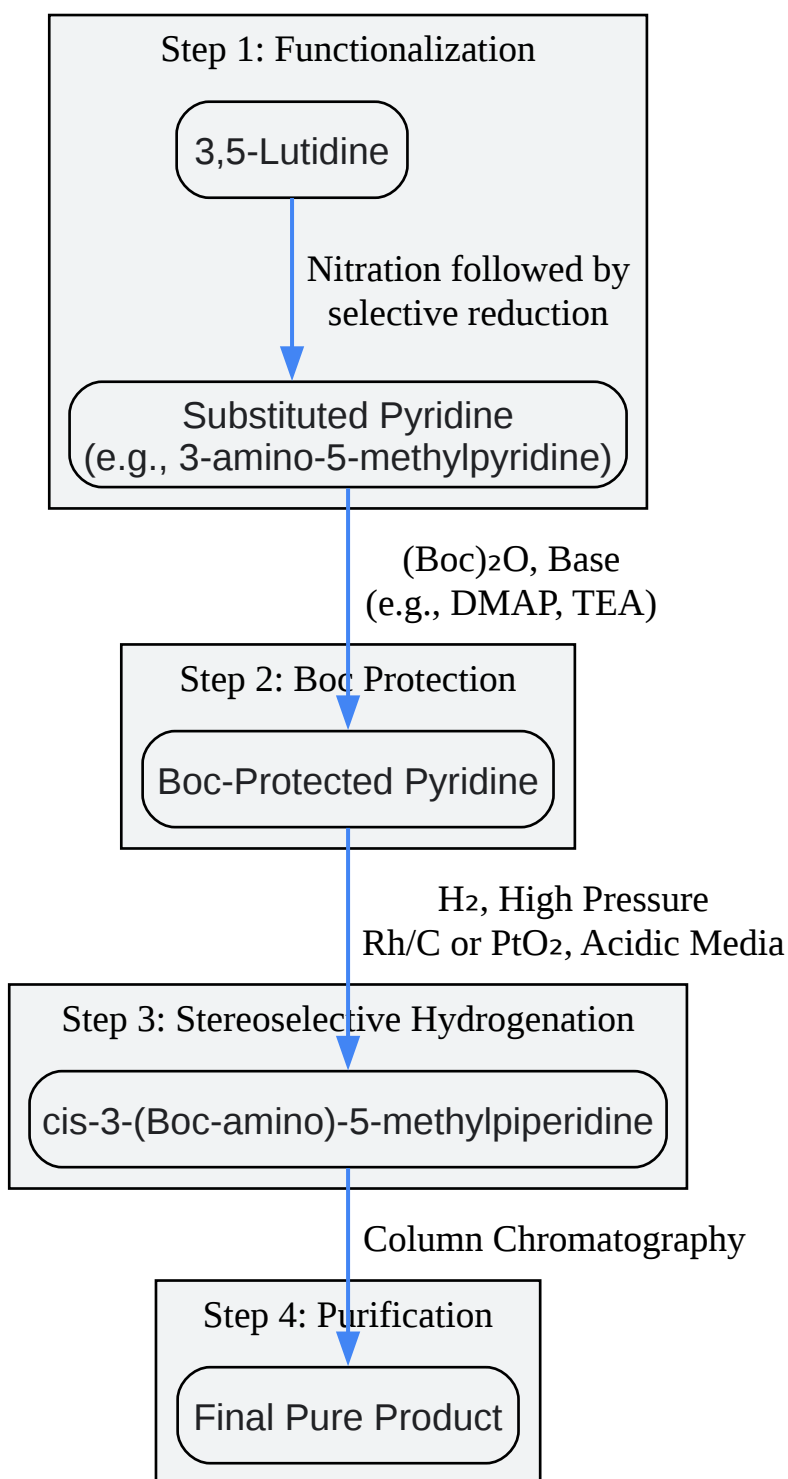 Step 1: Functionalization
3,5-Lutidine
Nitration followed by
selective reduction
Substituted Pyridine
(e.g., 3-amino-5-methylpyridine)
(Boc)₂O, Base
(e.g., DMAP, TEA)
Step 2: Boc Protection
Boc-Protected Pyridine
H₂, High Pressure
Rh/C or PtO₂, Acidic Media
Step 3: Stereoselective Hydrogenation
cis-3-(Boc-amino)-5-methylpiperidine
Column Chromatography
Step 4: Purification
Final Pure Product